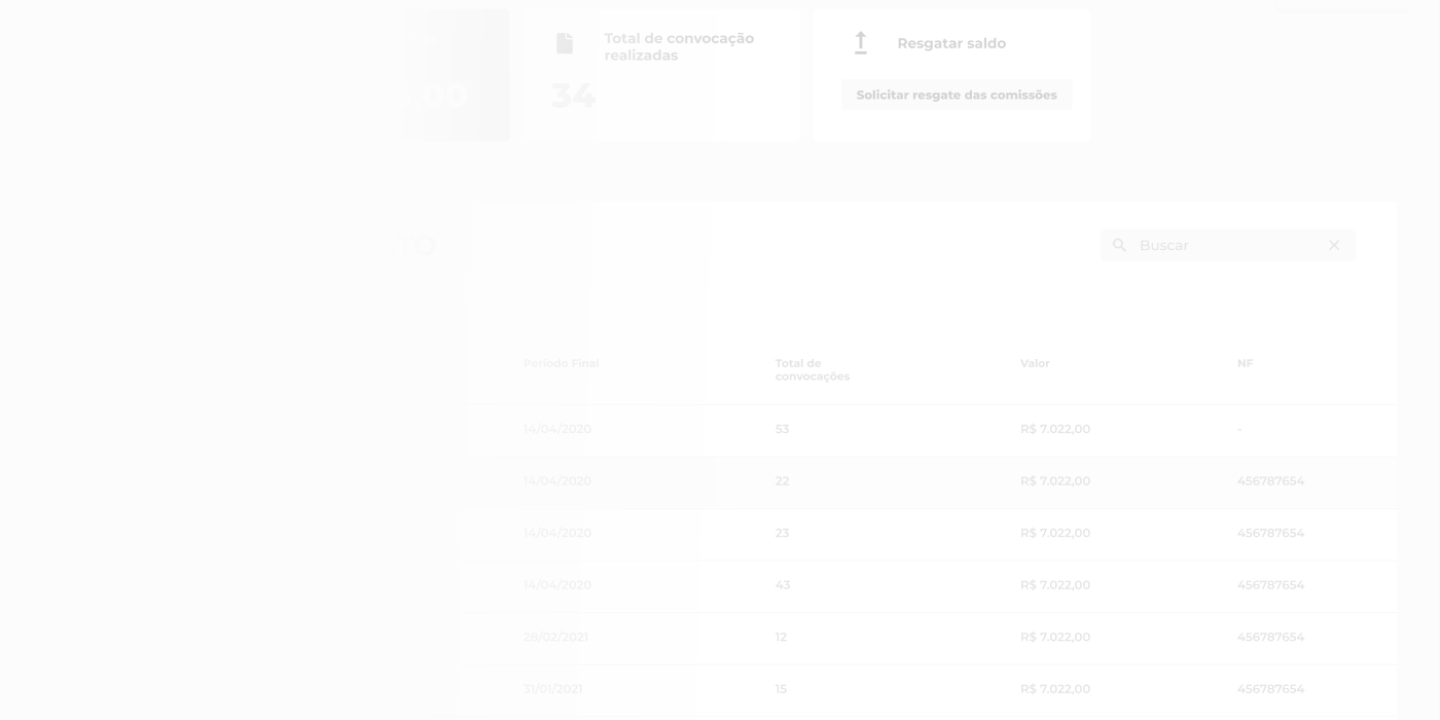 Total de convocação
realizadas
Resgatar saldo
,00
34
Solicitar resgate das comissões
Buscar
Periodo Final
Total de
convocações
Valor
NF
14/04/2020
53
R$ 7.022,00
-
14/04/2020
22
R$ 7.022,00
456787654
14/04/2020
23
R$ 7.022,00
456787654
14/04/2020
43
R$ 7.022,00
456787654
28/02/2021
12
R$ 7.022,00
456787654
31/01/2021
15
R$ 7.022,00
456787654